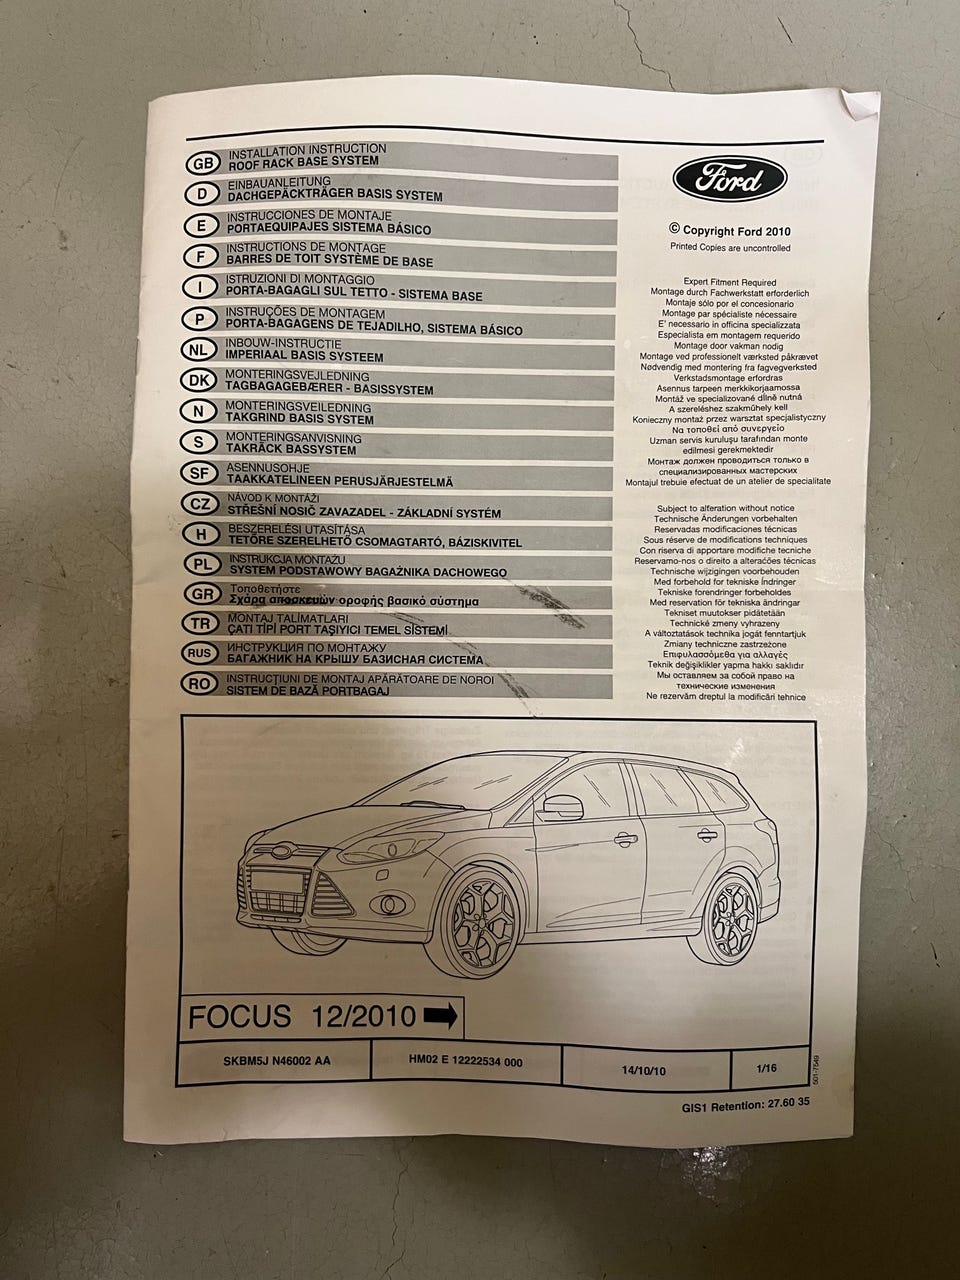 GB INSTALLATION INSTRUCTION
ROOF RACK BASE SYSTEM
D EINBAUANLEITUNG
DACHGEPÄCKTRÄGER BASIS SYSTEM
E INSTRUCCIONES DE MONTAJE
PORTAEQUIPAJES SISTEMA BÁSICO
F INSTRUCTIONS DE MONTAGE
BARRES DE TOIT SYSTÈME DE BASE
I ISTRUZIONI DI MONTAGGIO
PORTA-BAGAGLI SUL TETTO - SISTEMA BASE
P INSTRUÇÕES DE MONTAGEM
PORTA-BAGAGENS DE TEJADILHO, SISTEMA BÁSICO
NL INBOUW-INSTRUCTIE
IMPERIAAL BASIS SYSTEEM
DK MONTERINGSVEJLEDNING
TAGBAGAGEBÆRER - BASISSYSTEM
N MONTERINGSVEILEDNING
TAKGRIND BASIS SYSTEM
S MONTERINGSANVISNING
TAKRÄCK BASSYSTEM
SF ASENNUSOHJE
TAAKKATELINEEN PERUSJÄRJESTELMÄ
CZ NÁVOD K MONTÁŽI
STŘEŠNÍ NOSIČ ZAVAZADEL - ZÁKLADNÍ SYSTÉM
H BESZERELÉSI UTASÍTÁSA
TETŐRE SZERELHETŐ CSOMAGTARTÓ, BÁZISKIVITEL
PL INSTRUKCJA MONTAŻU
SYSTEM PODSTAWOWY BAGAŻNIKA DACHOWEGO
GR Τοποθετήστε
Σχάρα αποσκευών οροφής βασικό σύστημα
TR MONTAJ TALİMATLARI
ÇATI TİPİ PORT TAŞIYICI TEMEL SİSTEMİ
RUS ИНСТРУКЦИЯ ПО МОНТАЖУ
БАГАЖНИК НА КРЫШУ БАЗИСНАЯ СИСТЕМА
RO INSTRUCŢIUNI DE MONTAJ APĂRĂTOARE DE NOROI
SISTEM DE BAZĂ PORTBAGAJ
Ford
© Copyright Ford 2010
Printed Copies are uncontrolled
Expert Fitment Required
Montage durch Fachwerkstatt erforderlich
Montaje sólo por el concesionario
Montage par spécialiste nécessaire
E' necessario in officina specializzata
Especialista em montagem requerido
Montage door vakman nodig
Montage ved professionelt værksted påkrævet
Nødvendig med montering fra fagvegverksted
Verkstadsmontage erfordras
Asennus tarpeen merkkikorjaamossa
Montáž ve specializované dílně nutná
A szereléshez szakműhely kell
Konieczny montaż przez warsztat specjalistyczny
Να τοποθεί από συνεργείο
Uzman servis kuruluşu tarafından monte
edilmesi gerekmektedir
Монтаж должен проводиться только в
специализированных мастерских
Montajul trebuie efectuat de un atelier de specialitate
Subject to alteration without notice
Technische Änderungen vorbehalten
Reservadas modificaciones técnicas
Sous réserve de modifications techniques
Con riserva di apportare modifiche tecniche
Reservamo-nos o direito a alterações técnicas
Technische wijzigingen voorbehouden
Med forbehold for tekniske Índringer
Tekniske forendringer forbeholdes
Med reservation för tekniska ändringar
Tekniset muutokser pidätetään
Technické zmeny vyhrazeny
A változtatások technika jogát fenntartjuk
Zmiany techniczne zastrzeżone
Επιφυλασσόμεθα για αλλαγές
Teknik değişiklikler yapma hakkı saklıdır
Мы оставляем за собой право на
технические изменения
Ne rezervăm dreptul la modificări tehnice
FOCUS 12/2010
SKBM5J N46002 AA
HM02 E 12222534 000
14/10/10
1/16
501-7549
GIS1 Retention: 27.60 35